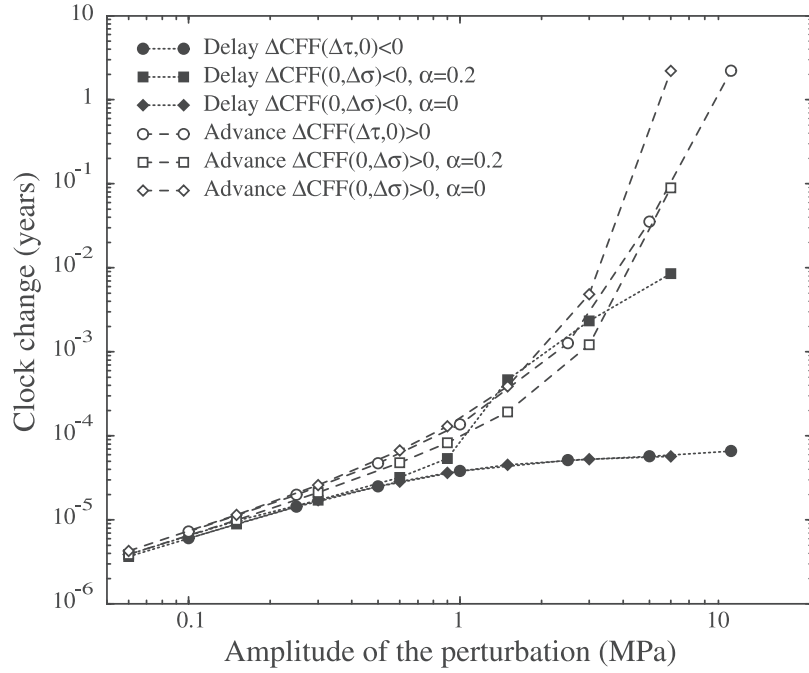 10
Delay ΔCFF(Δτ,0)<0
Delay ΔCFF(0,Δσ)<0, α=0.2
Delay ΔCFF(0,Δσ)<0, α=0
Advance ΔCFF(Δτ,0)>0
Advance ΔCFF(0,Δσ)>0, α=0.2
Advance ΔCFF(0,Δσ)>0, α=0
1
10⁻¹
10⁻²
10⁻³
10⁻⁴
10⁻⁵
10⁻⁶
Clock change (years)
0.1 1 10
Amplitude of the perturbation (MPa)